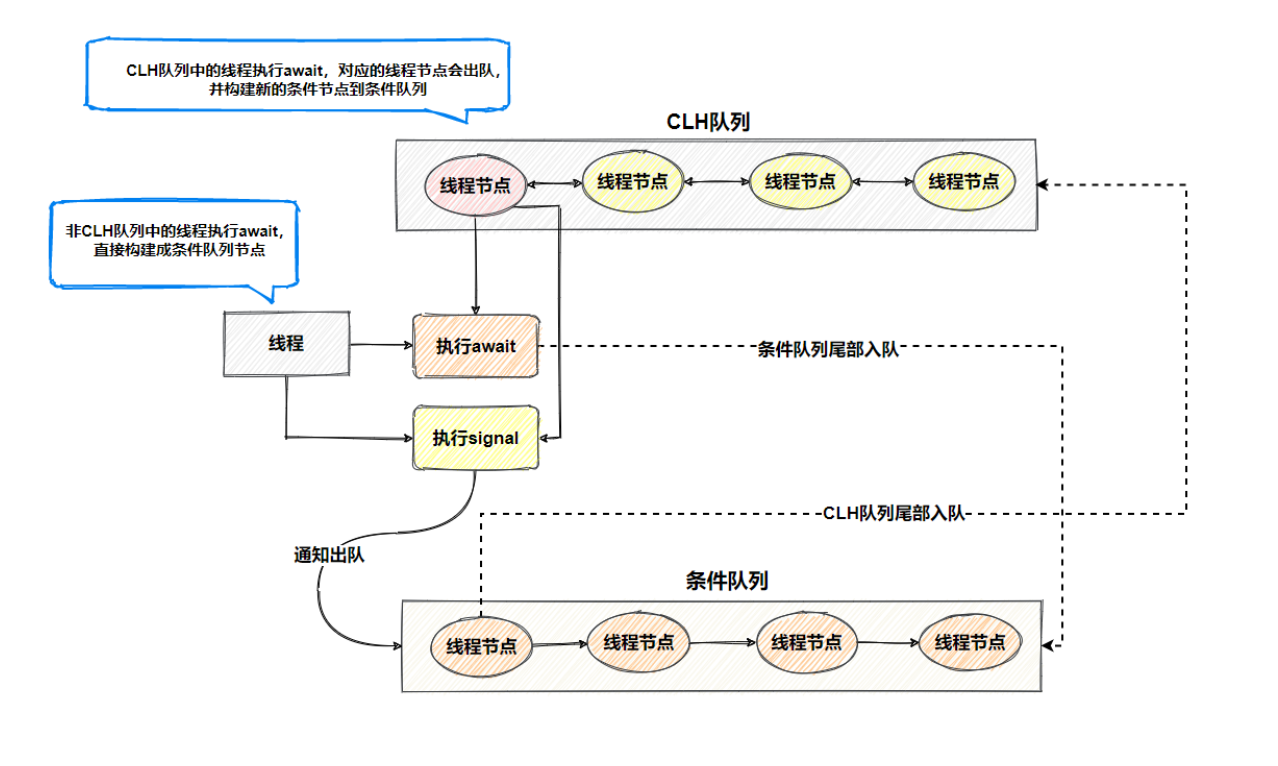 CLH队列中的线程执行await，对应的线程节点会出队，
并构建新的条件节点到条件队列
CLH队列
线程节点
线程节点
线程节点
线程节点
非CLH队列中的线程执行await，
直接构建成条件队列节点
线程
执行await
条件队列尾部入队
执行signal
CLH队列尾部入队
通知出队
条件队列
线程节点
线程节点
线程节点
线程节点